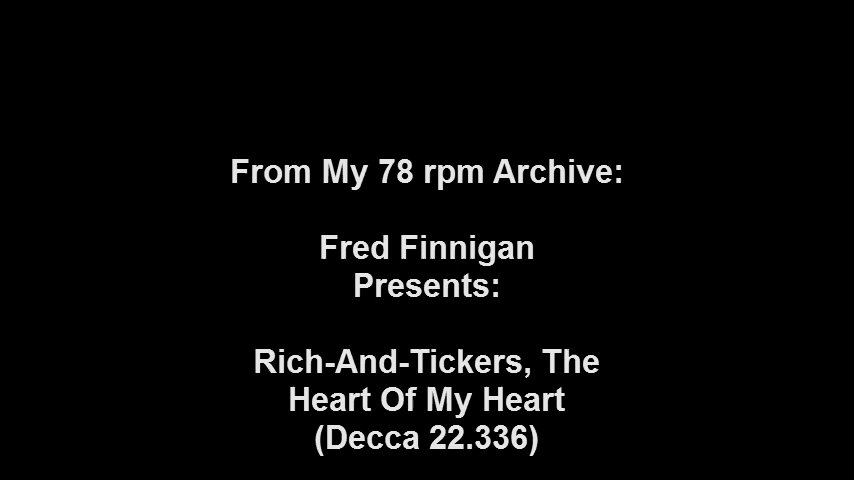 From My 78 rpm Archive:
Fred Finnigan
Presents:
Rich-And-Tickers, The
Heart Of My Heart
(Decca 22.336)